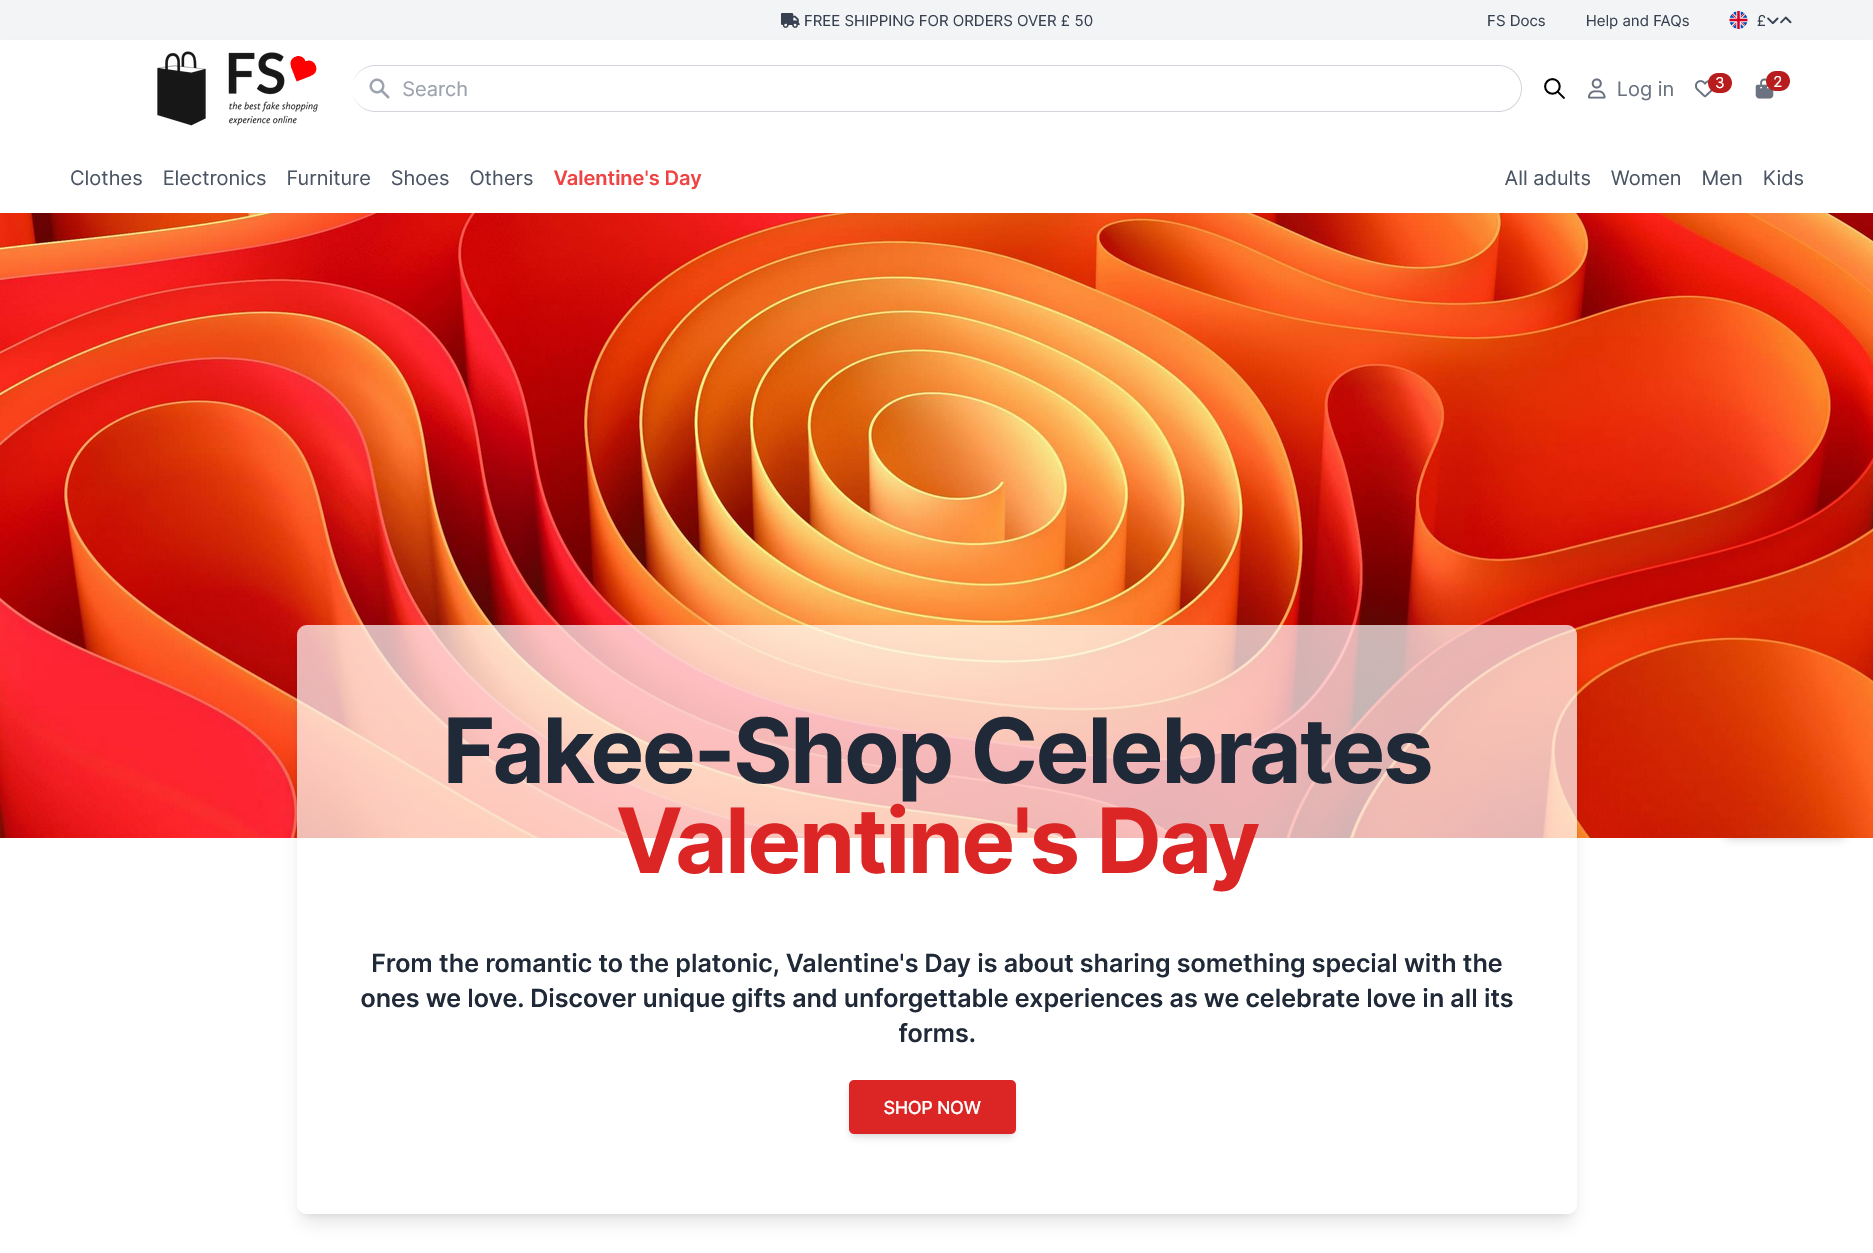 FREE SHIPPING FOR ORDERS OVER £ 50
FS Docs
Help and FAQs
£
FS
the best fake shopping
experience online
Search
Log in
3
2
Clothes
Electronics
Furniture
Shoes
Others
Valentine's Day
All adults
Women
Men
Kids
Fakee-Shop Celebrates
Valentine's Day
From the romantic to the platonic, Valentine's Day is about sharing something special with the
ones we love. Discover unique gifts and unforgettable experiences as we celebrate love in all its
forms.
SHOP NOW